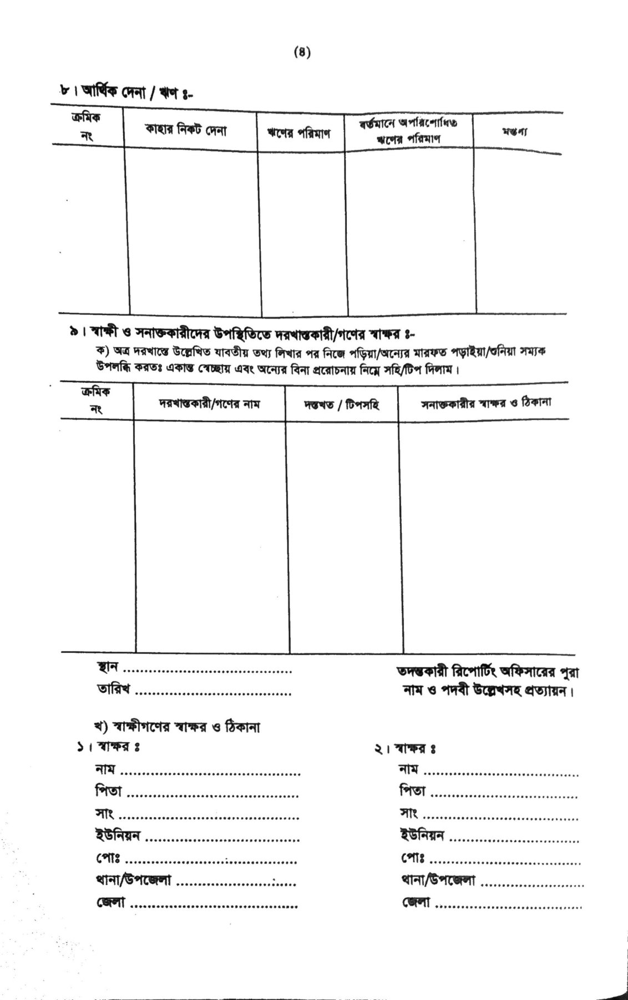 (৪)
৮। আর্থিক দেনা / ঋণ ঃ-
ক্রমিক নং
কাহার নিকট দেনা
ঋণের পরিমাণ
বর্তমানে অপরিশোধিত ঋণের পরিমাণ
মন্তব্য
৯। স্বাক্ষী ও সনাক্তকারীদের উপস্থিতিতে দরখাস্তকারী/গণের স্বাক্ষর ঃ-
ক) অত্র দরখাস্তে উল্লেখিত যাবতীয় তথ্য লিখার পর নিজে পড়িয়া/অন্যের মারফত পড়াইয়া/শুনিয়া সম্যক
উপলব্ধি করতঃ একান্ত স্বেচ্ছায় এবং অন্যের বিনা প্ররোচনায় নিম্নে সহি/টিপ দিলাম।
ক্রমিক নং
দরখাস্তকারী/গণের নাম
দস্তখত / টিপসহি
সনাক্তকারীর স্বাক্ষর ও ঠিকানা
স্থান ......................................
তারিখ ...................................
তদন্তকারী রিপোর্টিং অফিসারের পুরা
নাম ও পদবী উল্লেখসহ প্রত্যায়ন।
খ) স্বাক্ষীগণের স্বাক্ষর ও ঠিকানা
১। স্বাক্ষর ঃ
নাম ........................................
পিতা ......................................
সাং ........................................
ইউনিয়ন ..................................
পোঃ ......................................
থানা/উপজেলা ...........................
জেলা .....................................
২। স্বাক্ষর ঃ
নাম ...................................
পিতা .................................
সাং ...................................
ইউনিয়ন .............................
পোঃ ..................................
থানা/উপজেলা .......................
জেলা .................................